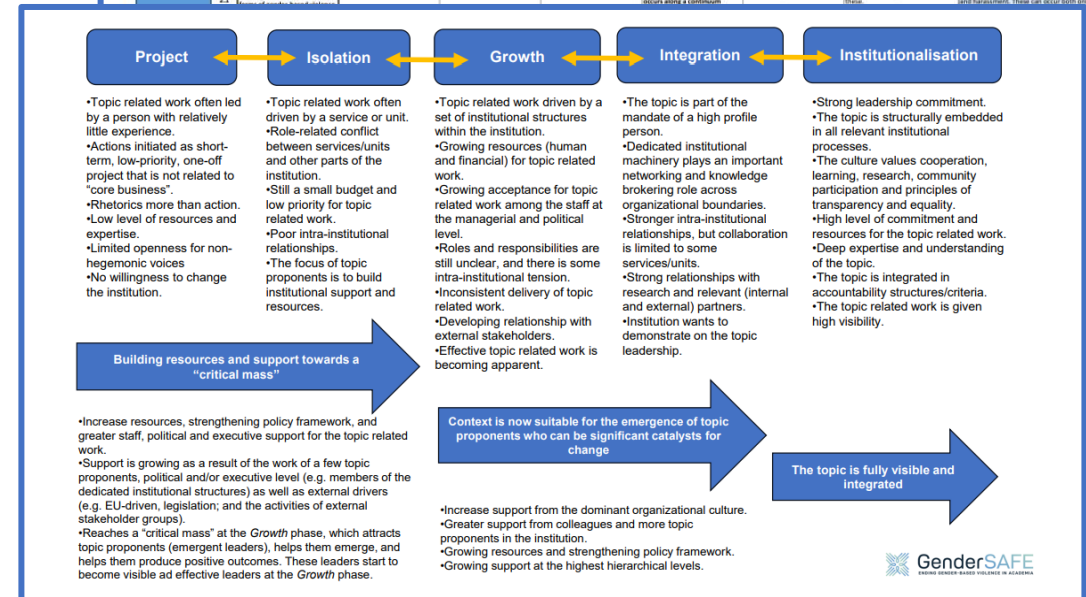 occurs along a continuum
these.
Project
Isolation
Growth
Integration
Institutionalisation
•Topic related work often led
by a person with relatively
little experience.
•Actions initiated as short-
term, low-priority, one-off
project that is not related to
“core business”.
•Rhetorics more than action.
•Low level of resources and
expertise.
•Limited openness for non-
hegemonic voices
•No willingness to change
the institution.
•Topic related work often
driven by a service or unit.
•Role-related conflict
between services/units
and other parts of the
institution.
•Still a small budget and
low priority for topic
related work.
•Poor intra-institutional
relationships.
•The focus of topic
proponents is to build
institutional support and
resources.
•Topic related work driven by a
set of institutional structures
within the institution.
•Growing resources (human
and financial) for topic related
work.
•Growing acceptance for topic
related work among the staff at
the managerial and political
level.
•Roles and responsibilities are
still unclear, and there is some
intra-institutional tension.
•Inconsistent delivery of topic
related work.
•Developing relationship with
external stakeholders.
•Effective topic related work is
becoming apparent.
•The topic is part of the
mandate of a high profile
person.
•Dedicated institutional
machinery plays an important
networking and knowledge
brokering role across
organizational boundaries.
•Stronger intra-institutional
relationships, but collaboration
is limited to some
services/units.
•Strong relationships with
research and relevant (internal
and external) partners.
•Institution wants to
demonstrate on the topic
leadership.
•Strong leadership commitment.
•The topic is structurally embedded
in all relevant institutional
processes.
•The culture values cooperation,
learning, research, community
participation and principles of
transparency and equality.
•High level of commitment and
resources for the topic related work.
•Deep expertise and understanding
of the topic.
•The topic is integrated in
accountability structures/criteria.
•The topic related work is given
high visibility.
Building resources and support towards a
“critical mass”
•Increase resources, strengthening policy framework, and
greater staff, political and executive support for the topic related
work.
•Support is growing as a result of the work of a few topic
proponents, political and/or executive level (e.g. members of the
dedicated institutional structures) as well as external drivers
(e.g. EU-driven, legislation; and the activities of external
stakeholder groups).
•Reaches a “critical mass” at the Growth phase, which attracts
topic proponents (emergent leaders), helps them emerge, and
helps them produce positive outcomes. These leaders start to
become visible ad effective leaders at the Growth phase.
Context is now suitable for the emergence of topic
proponents who can be significant catalysts for
change
•Increase support from the dominant organizational culture.
•Greater support from colleagues and more topic
proponents in the institution.
•Growing resources and strengthening policy framework.
•Growing support at the highest hierarchical levels.
The topic is fully visible and
integrated
GenderSAFE
ENDING GENDER-BASED VIOLENCE IN ACADEMIA